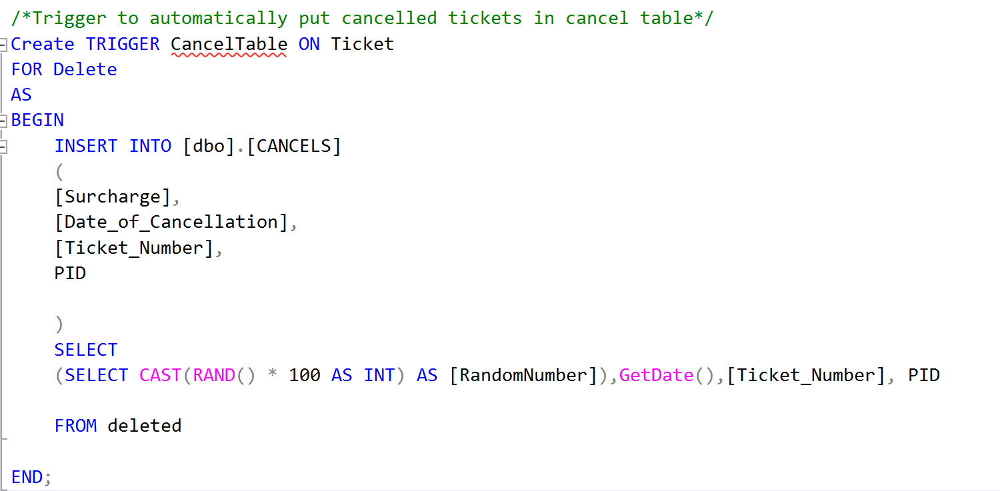 /*Trigger to automatically put cancelled tickets in cancel table*/
Create TRIGGER CancelTable ON Ticket
FOR Delete
AS
BEGIN
INSERT INTO [dbo].[CANCELS]
(
[Surcharge],
[Date_of_Cancellation],
[Ticket_Number],
PID
)
SELECT
(SELECT CAST(RAND() * 100 AS INT) AS [RandomNumber]),GetDate(),[Ticket_Number], PID
FROM deleted
END;